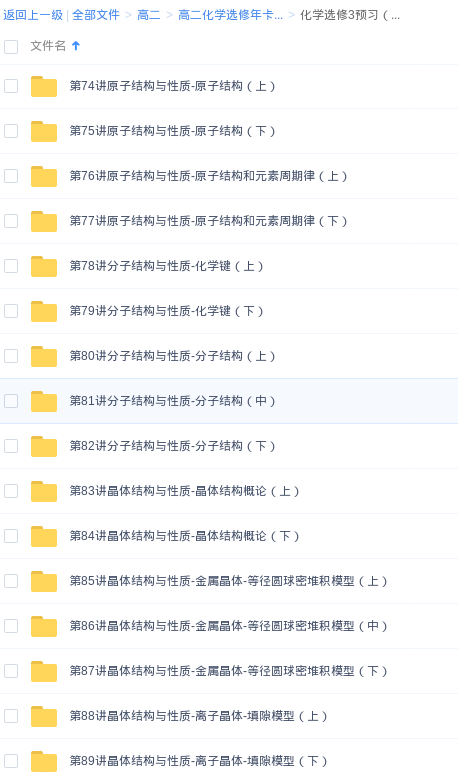 返回上一级 | 全部文件 > 高二 > 高二化学选修年卡... > 化学选修3预习（...
文件名
第74讲原子结构与性质-原子结构（上）
第75讲原子结构与性质-原子结构（下）
第76讲原子结构与性质-原子结构和元素周期律（上）
第77讲原子结构与性质-原子结构和元素周期律（下）
第78讲分子结构与性质-化学键（上）
第79讲分子结构与性质-化学键（下）
第80讲分子结构与性质-分子结构（上）
第81讲分子结构与性质-分子结构（中）
第82讲分子结构与性质-分子结构（下）
第83讲晶体结构与性质-晶体结构概论（上）
第84讲晶体结构与性质-晶体结构概论（下）
第85讲晶体结构与性质-金属晶体-等径圆球密堆积模型（上）
第86讲晶体结构与性质-金属晶体-等径圆球密堆积模型（中）
第87讲晶体结构与性质-金属晶体-等径圆球密堆积模型（下）
第88讲晶体结构与性质-离子晶体-填隙模型（上）
第89讲晶体结构与性质-离子晶体-填隙模型（下）